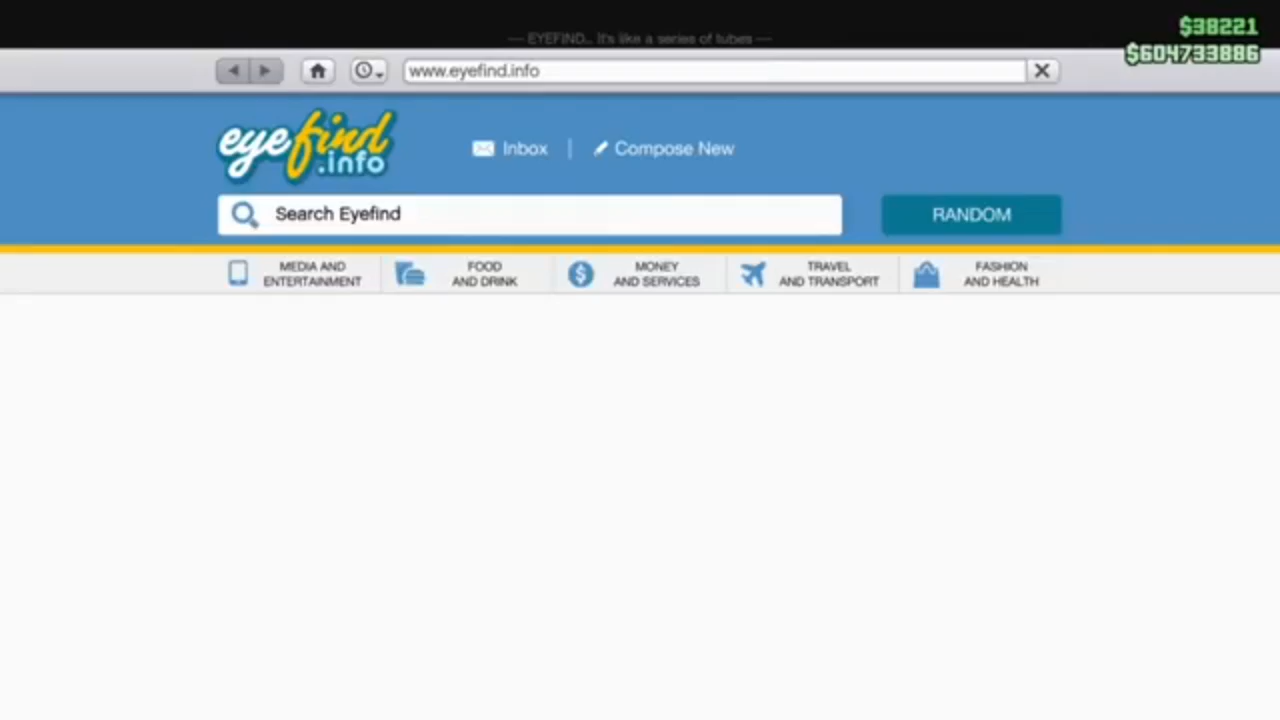 — EYEFIND... It's like a series of tubes —
$38221
$604733886
www.eyefind.info
eyefind
.info
Inbox
Compose New
Search Eyefind
RANDOM
MEDIA AND
ENTERTAINMENT
FOOD
AND DRINK
MONEY
AND SERVICES
TRAVEL
AND TRANSPORT
FASHION
AND HEALTH